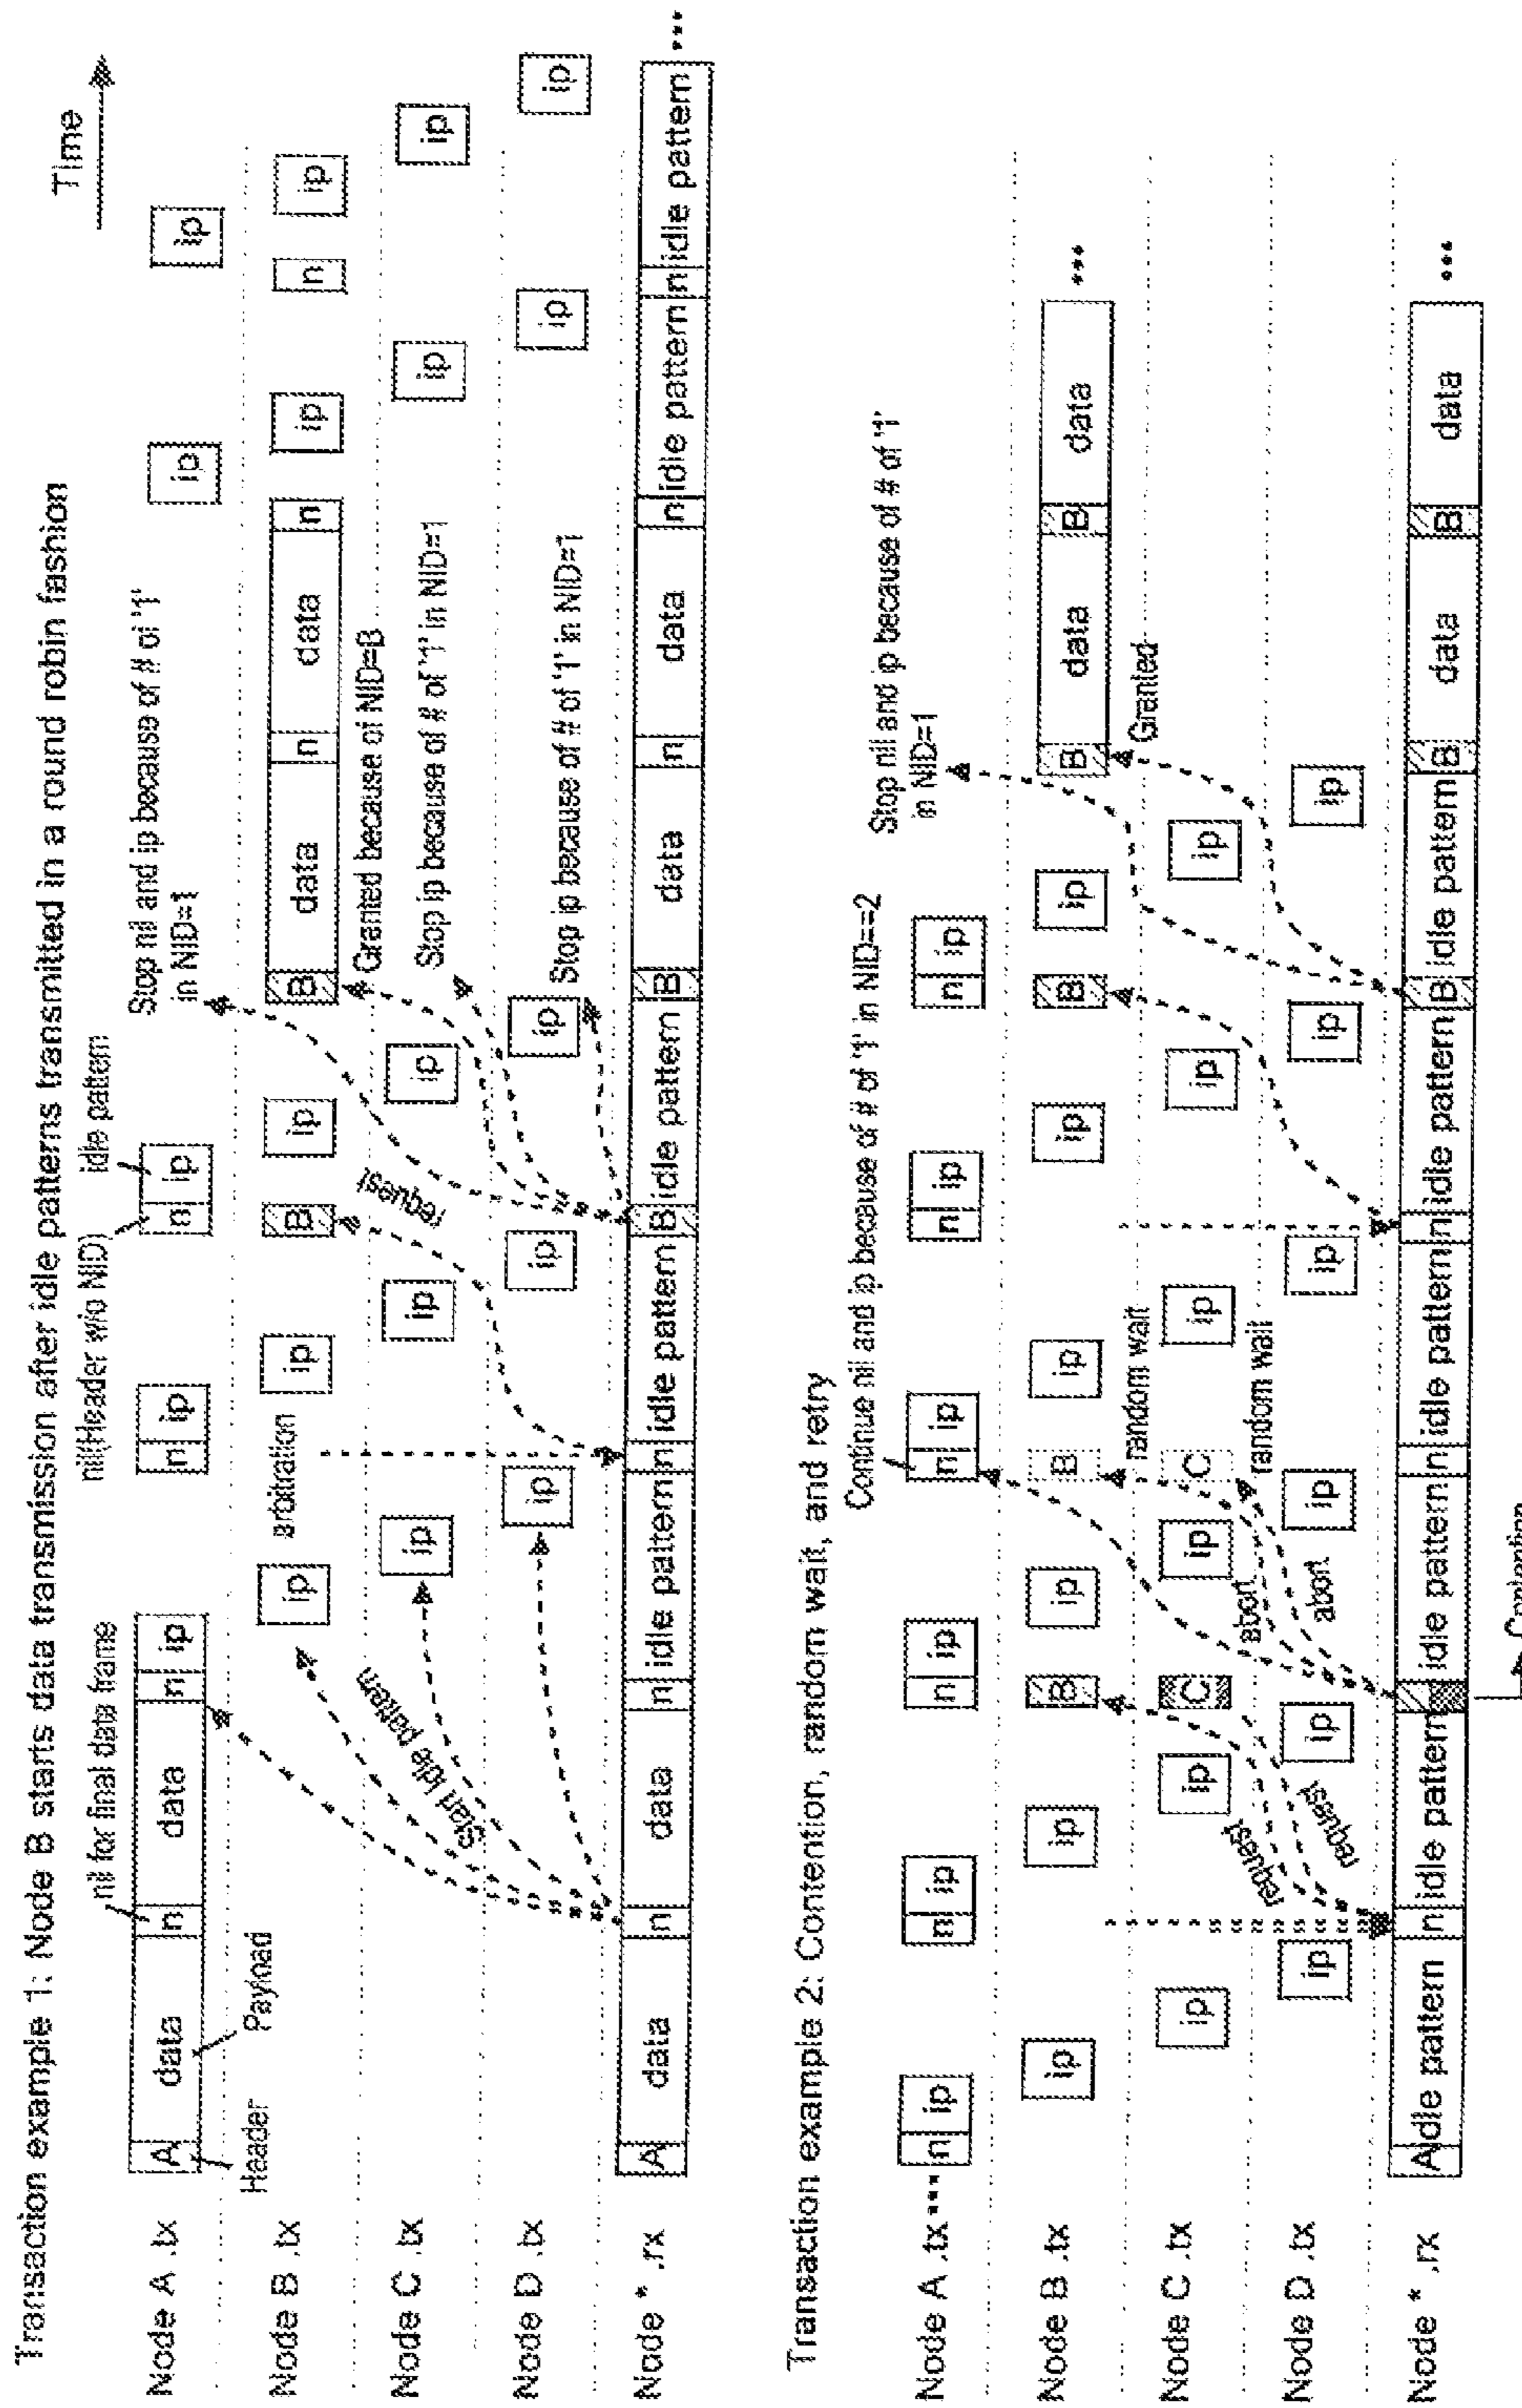 Transaction example 1: Node B starts data transmission after idle patterns transmitted in a round robin fashion
Time
nil for final data frame
nil(Header w/o NID)
idle pattern
Stop nil and ip because of # of '1'
in NID=1
Node A .tx
A data n data n ip n ip n ip ip ip
Header
Payload
arbitration
Node B .tx
ip ip B ip B data n data n ip n ip
Start idle pattern
request
Granted because of NID=B
Node C .tx
ip ip ip ip ip
Stop ip because of # of '1' in NID=1
Node D .tx
ip ip ip ip ip
Stop ip because of # of '1' in NID=1
Node * .rx
A data n data n idle pattern n idle pattern B idle pattern B data n data n idle pattern n idle pattern ...
Transaction example 2: Contention, random wait, and retry
Continue nil and ip because of # of '1' in NID==2
Stop nil and ip because of # of '1'
in NID=1
Node A .tx ...
n ip n ip n ip n ip n ip n ip
Node B .tx
ip ip B ip B ip ip B ip B data B data ...
random wait
Granted
Node C .tx
ip ip C ip C ip ip ip
request
abort
random wait
request
abort
Node D .tx
ip ip ip ip ip ip
Node * .rx
A idle pattern n idle pattern idle pattern n idle pattern n idle pattern B idle pattern B data B data ...
Contention